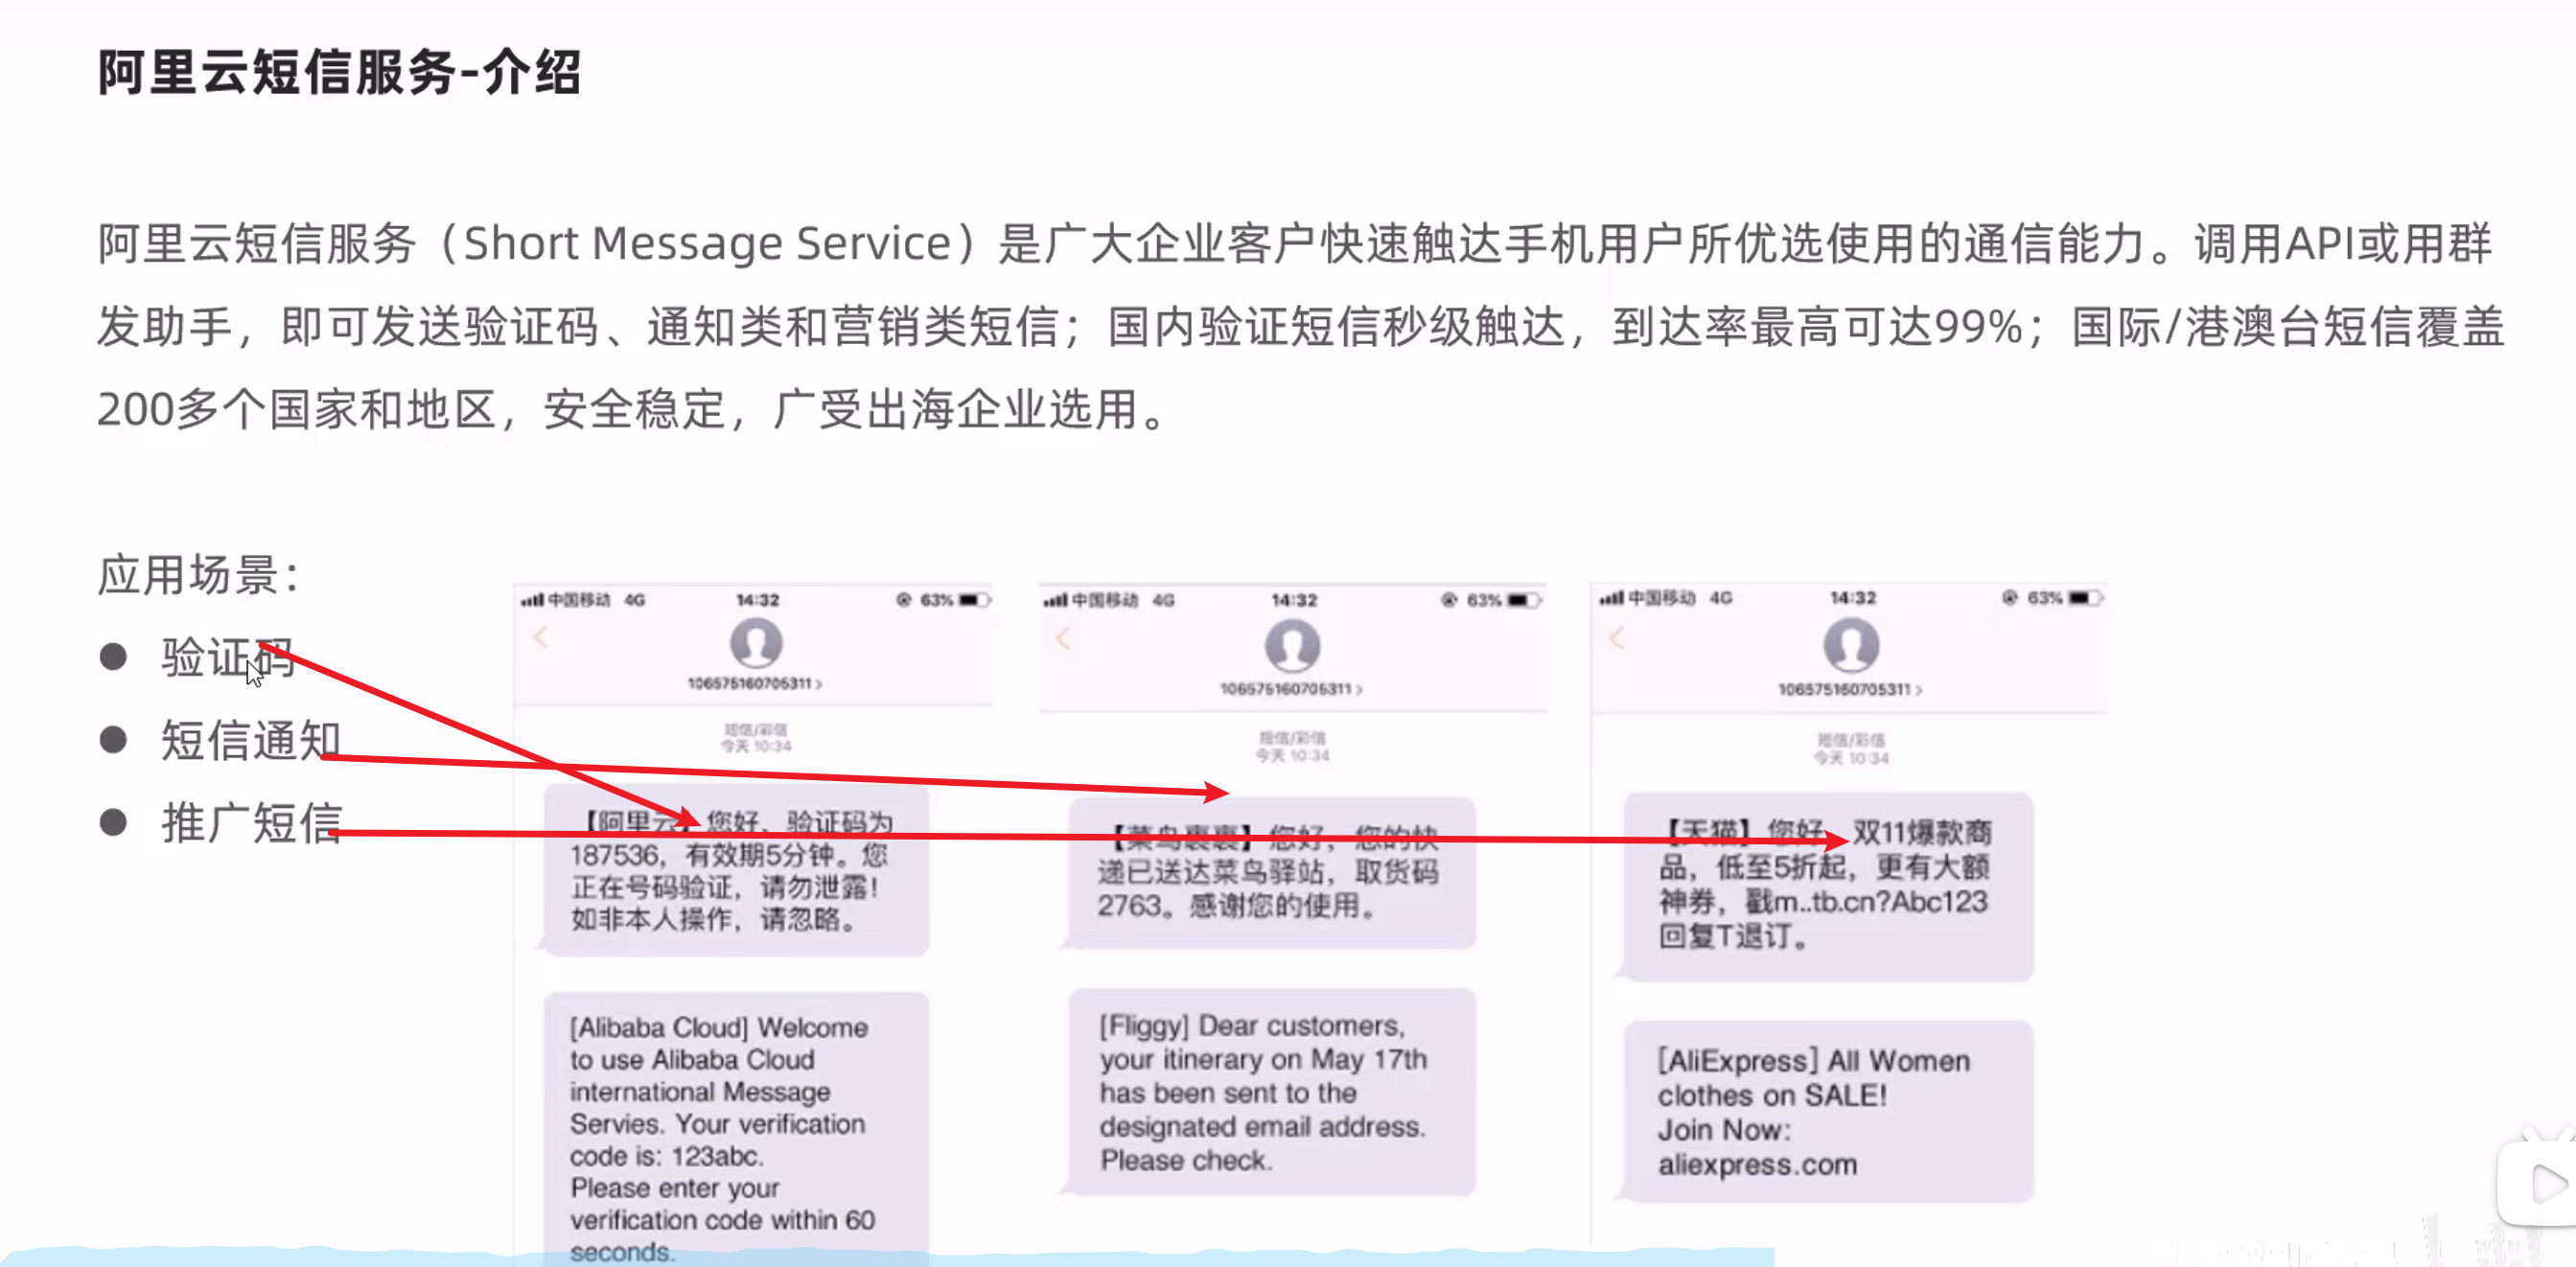 阿里云短信服务-介绍
阿里云短信服务（Short Message Service）是广大企业客户快速触达手机用户所优选使用的通信能力。调用API或用群
发助手，即可发送验证码、通知类和营销类短信；国内验证短信秒级触达，到达率最高可达99%；国际/港澳台短信覆盖
200多个国家和地区，安全稳定，广受出海企业选用。
应用场景：
● 验证码
● 短信通知
● 推广短信
中国移动 4G 14:32 63%
106575160705311 >
短信/彩信
今天 10:34
【阿里云】您好，验证码为
187536，有效期5分钟。您
正在号码验证，请勿泄露！
如非本人操作，请忽略。
[Alibaba Cloud] Welcome
to use Alibaba Cloud
international Message
Servies. Your verification
code is: 123abc.
Please enter your
verification code within 60
seconds.
中国移动 4G 14:32 63%
106575160705311 >
短信/彩信
今天 10:34
【菜鸟裹裹】您好，您的快
递已送达菜鸟驿站，取货码
2763。感谢您的使用。
[Fliggy] Dear customers,
your itinerary on May 17th
has been sent to the
designated email address.
Please check.
中国移动 4G 14:32 63%
106575160705311 >
短信/彩信
今天 10:34
【天猫】您好，双11爆款商
品，低至5折起，更有大额
神券，戳m..tb.cn?Abc123
回复T退订。
[AliExpress] All Women
clothes on SALE!
Join Now:
aliexpress.com